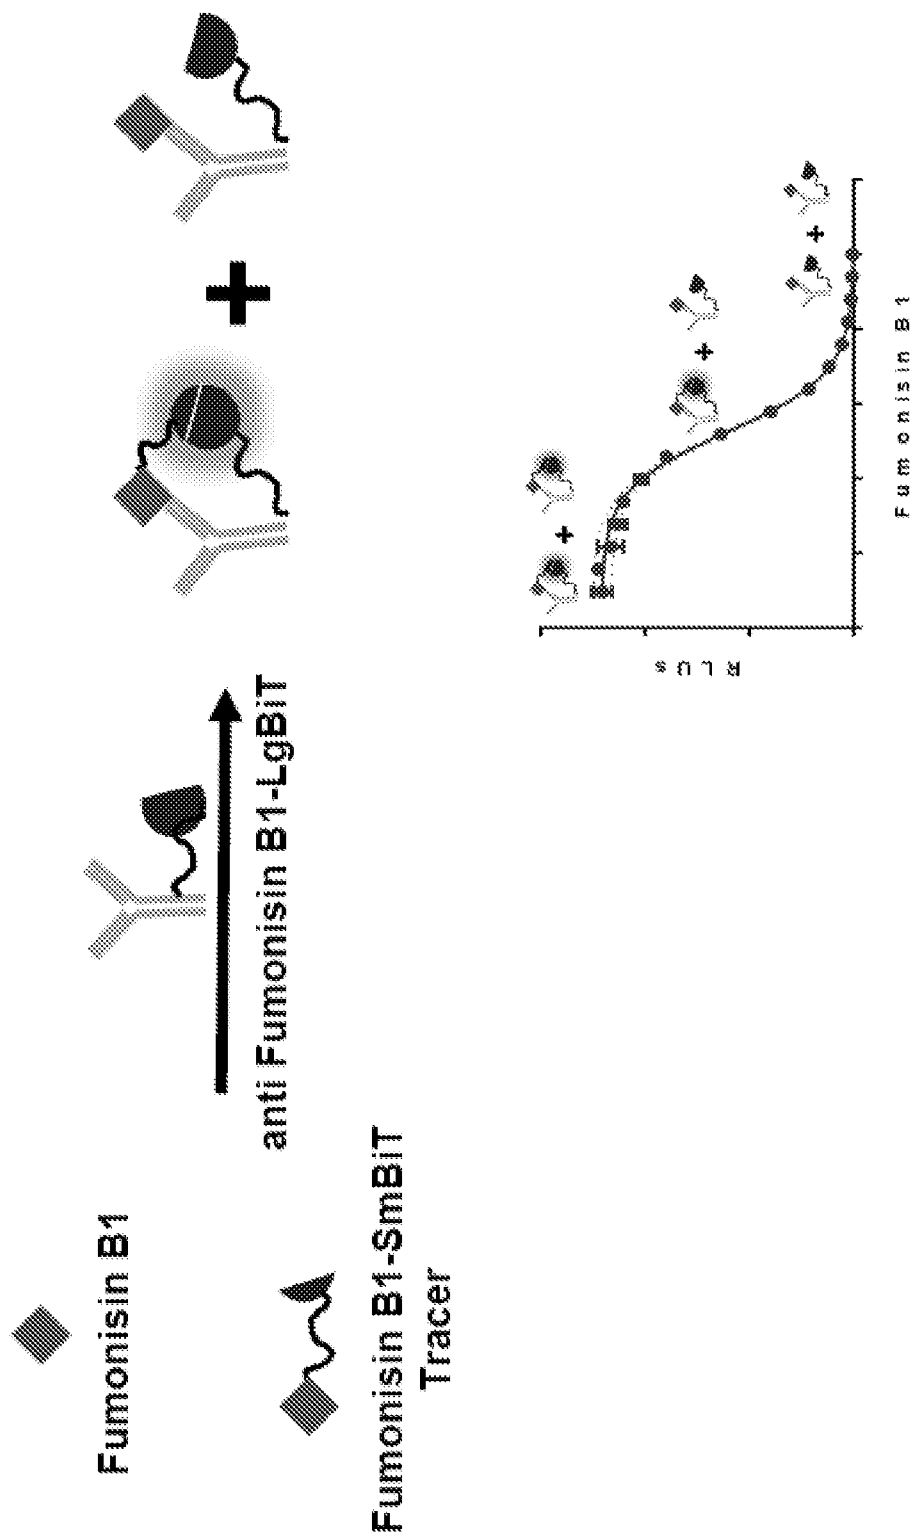 Fumonisin B1
Fumonisin B1-SmBiT
Tracer
anti Fumonisin B1-LgBiT
RLUs
Fumonisin B1